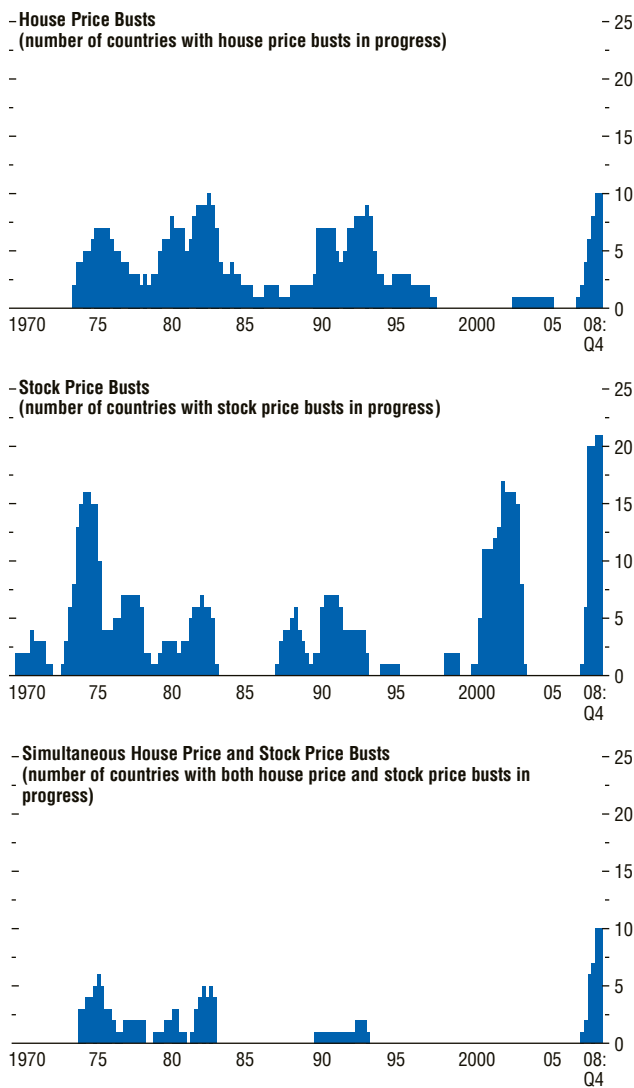 House Price Busts
(number of countries with house price busts in progress)
25
20
15
10
5
0
1970 75 80 85 90 95 2000 05 08:
Q4
Stock Price Busts
(number of countries with stock price busts in progress)
25
20
15
10
5
0
1970 75 80 85 90 95 2000 05 08:
Q4
Simultaneous House Price and Stock Price Busts
(number of countries with both house price and stock price busts in
progress)
25
20
15
10
5
0
1970 75 80 85 90 95 2000 05 08:
Q4